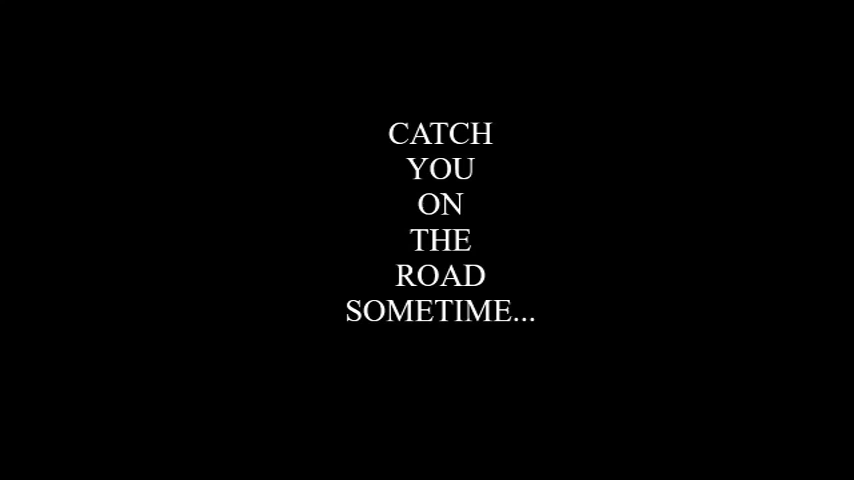 CATCH
YOU
ON
THE
ROAD
SOMETIME...